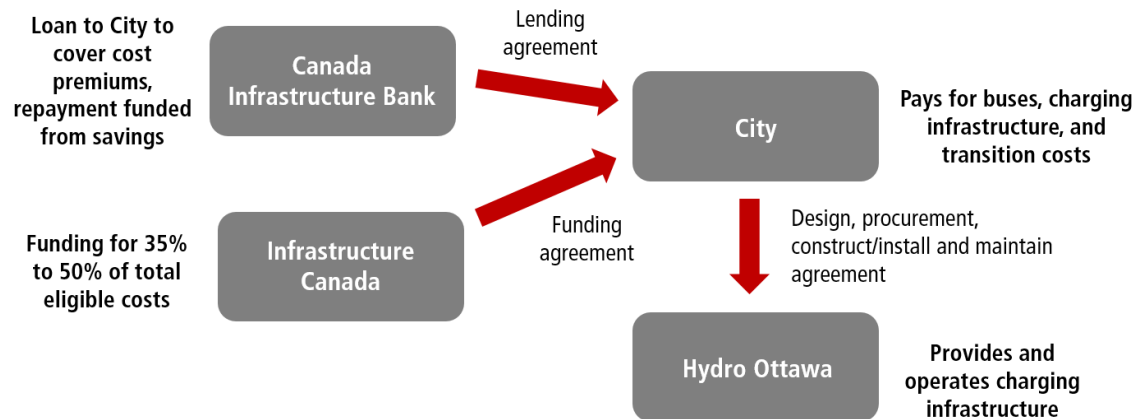 Loan to City to
cover cost
premiums,
repayment funded
from savings
Canada
Infrastructure Bank
Lending
agreement
City
Pays for buses, charging
infrastructure, and
transition costs
Funding for 35%
to 50% of total
eligible costs
Infrastructure
Canada
Funding
agreement
Design, procurement,
construct/install and maintain
agreement
Hydro Ottawa
Provides and
operates charging
infrastructure